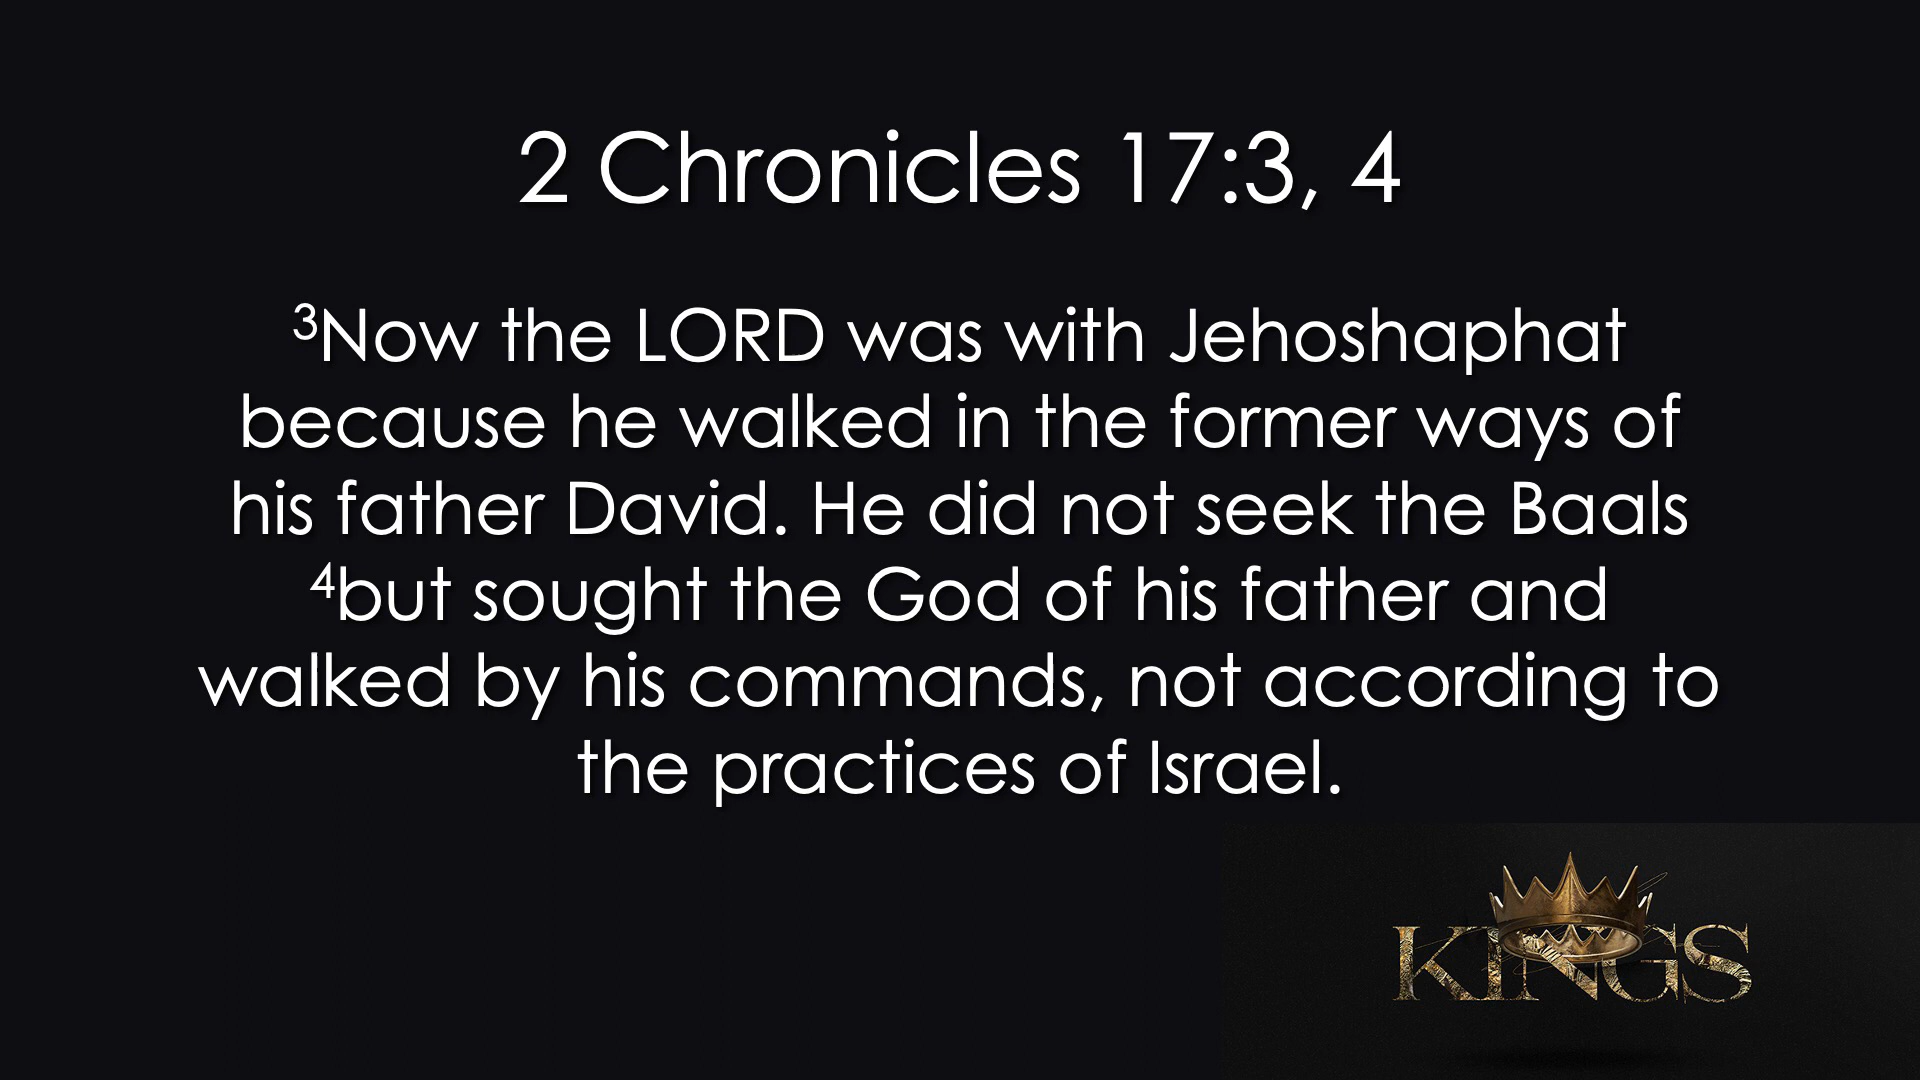 2 Chronicles 17:3, 4
³Now the LORD was with Jehoshaphat
because he walked in the former ways of
his father David. He did not seek the Baals
⁴but sought the God of his father and
walked by his commands, not according to
the practices of Israel.
KINGS